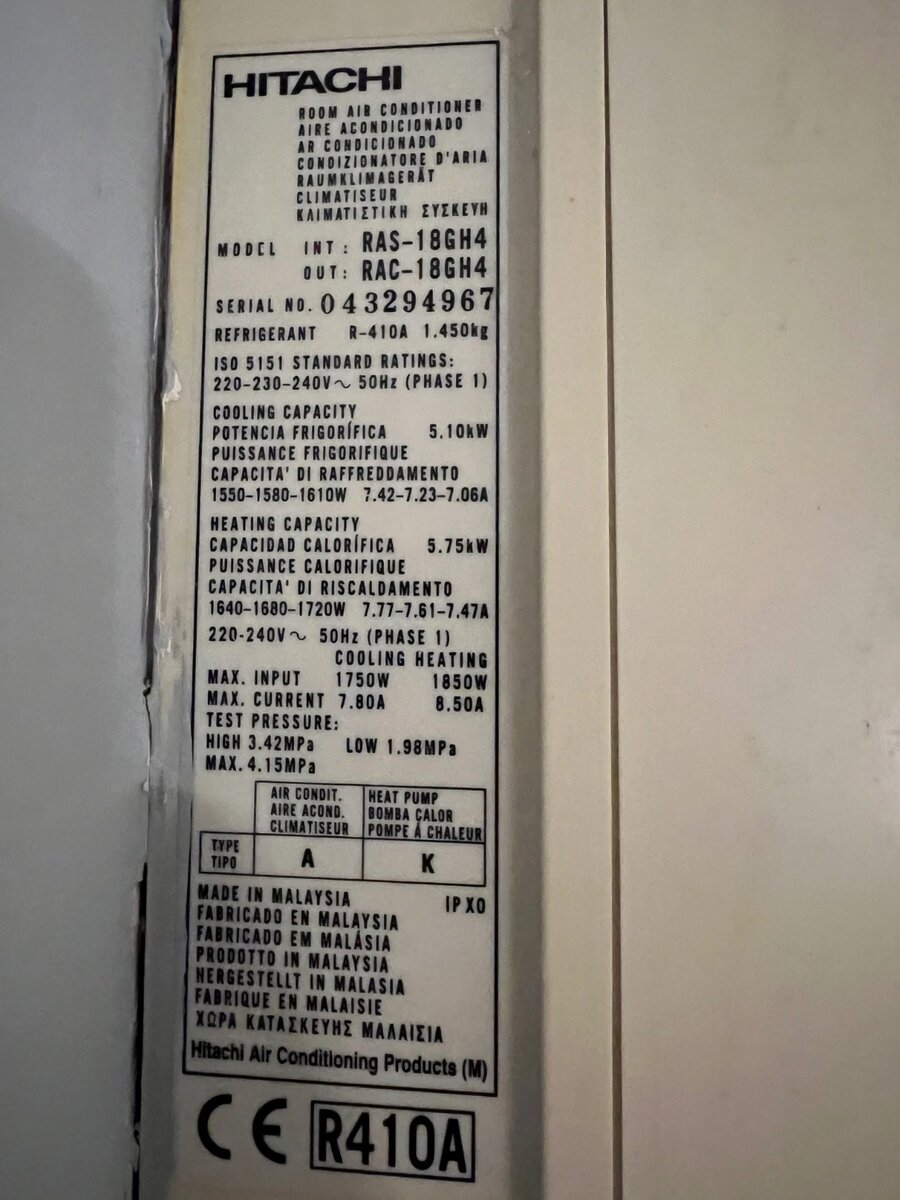 HITACHI
ROOM AIR CONDITIONER
AIRE ACONDICIONADO
AR CONDICIONADO
CONDIZIONATORE D'ARIA
RAUMKLIMAGERÄT
CLIMATISEUR
ΚΛΙΜΑΤΙΣΤΙΚΗ ΣΥΣΚΕΥΗ
MODEL INT : RAS-18GH4
OUT: RAC-18GH4
SERIAL NO. 043294967
REFRIGERANT R-410A 1.450kg
ISO 5151 STANDARD RATINGS:
220-230-240V～ 50Hz (PHASE 1)
COOLING CAPACITY
POTENCIA FRIGORÍFICA 5.10kW
PUISSANCE FRIGORIFIQUE
CAPACITA' DI RAFFREDDAMENTO
1550-1580-1610W 7.42-7.23-7.06A
HEATING CAPACITY
CAPACIDAD CALORÍFICA 5.75kW
PUISSANCE CALORIFIQUE
CAPACITA' DI RISCALDAMENTO
1640-1680-1720W 7.77-7.61-7.47A
220-240V～ 50Hz (PHASE 1)
COOLING HEATING
MAX. INPUT 1750W 1850W
MAX. CURRENT 7.80A 8.50A
TEST PRESSURE:
HIGH 3.42MPa LOW 1.98MPa
MAX. 4.15MPa
AIR CONDIT. HEAT PUMP
AIRE ACOND. BOMBA CALOR
CLIMATISEUR POMPE Á CHALEUR
TYPE
TIPO A K
MADE IN MALAYSIA IP X0
FABRICADO EN MALAYSIA
FABRICADO EM MALÁSIA
PRODOTTO IN MALAYSIA
HERGESTELLT IN MALASIA
FABRIQUE EN MALAISIE
ΧΩΡΑ ΚΑΤΑΣΚΕΥΗΣ ΜΑΛΑΙΣΙΑ
Hitachi Air Conditioning Products (M)
CE R410A